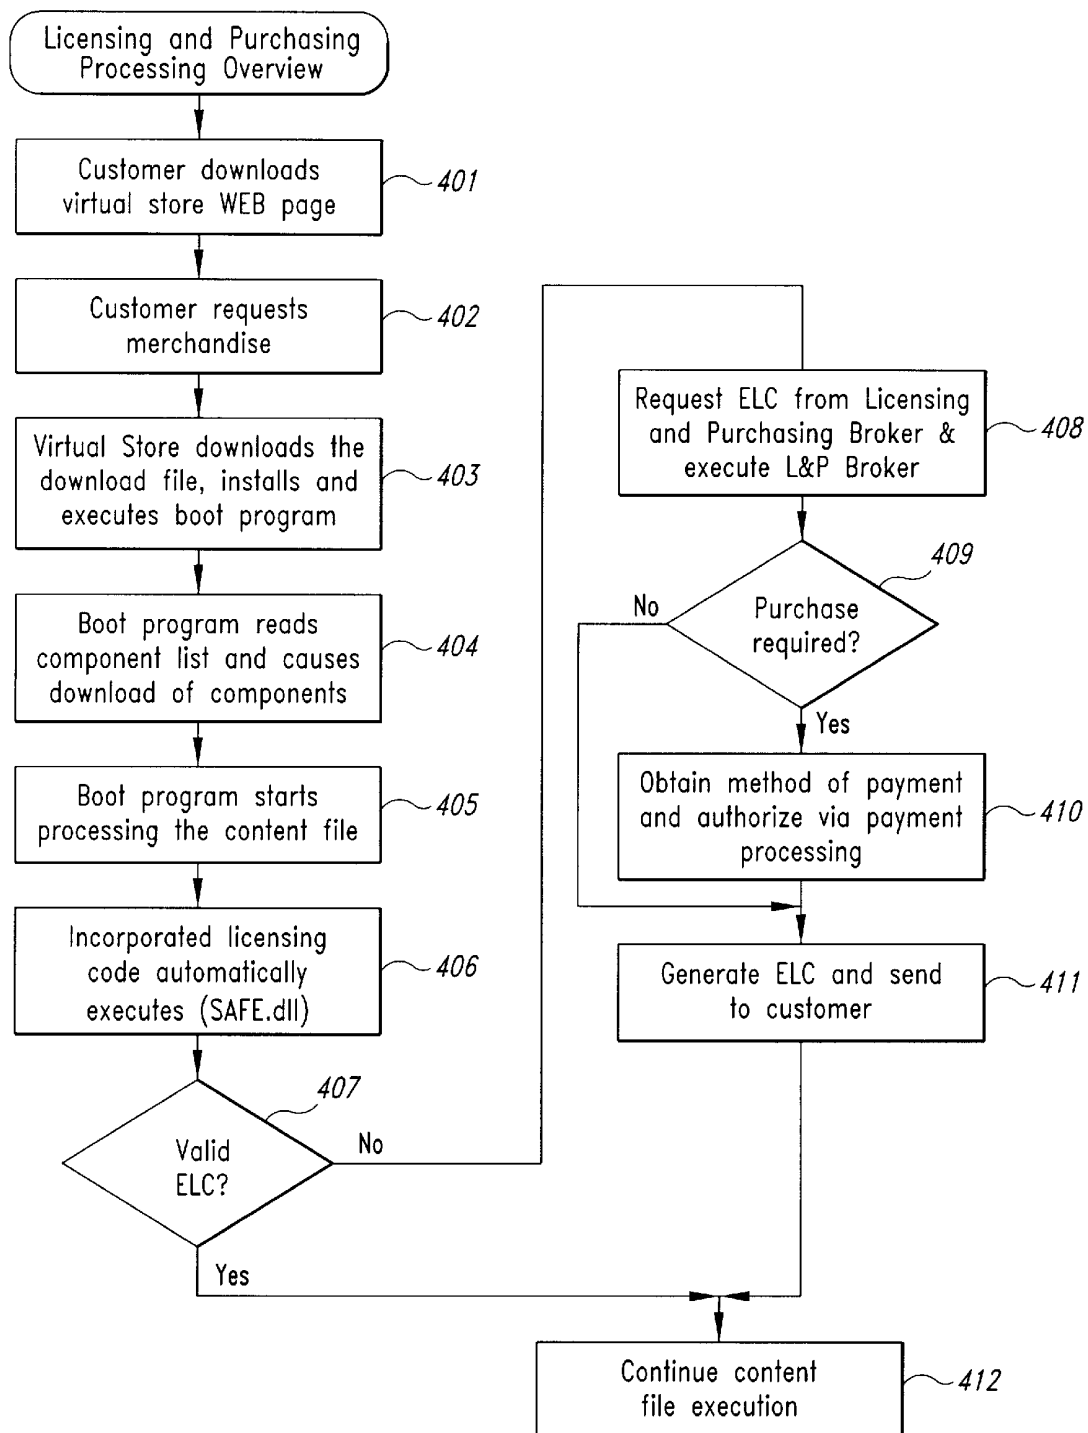 Licensing and Purchasing
Processing Overview
Customer downloads
virtual store WEB page
401
Customer requests
merchandise
402
Virtual Store downloads the
download file, installs and
executes boot program
403
Boot program reads
component list and causes
download of components
404
Boot program starts
processing the content file
405
Incorporated licensing
code automatically
executes (SAFE.dll)
406
Valid
ELC?
407
No
Yes
Request ELC from Licensing
and Purchasing Broker &
execute L&P Broker
408
Purchase
required?
409
No
Yes
Obtain method of payment
and authorize via payment
processing
410
Generate ELC and send
to customer
411
Continue content
file execution
412